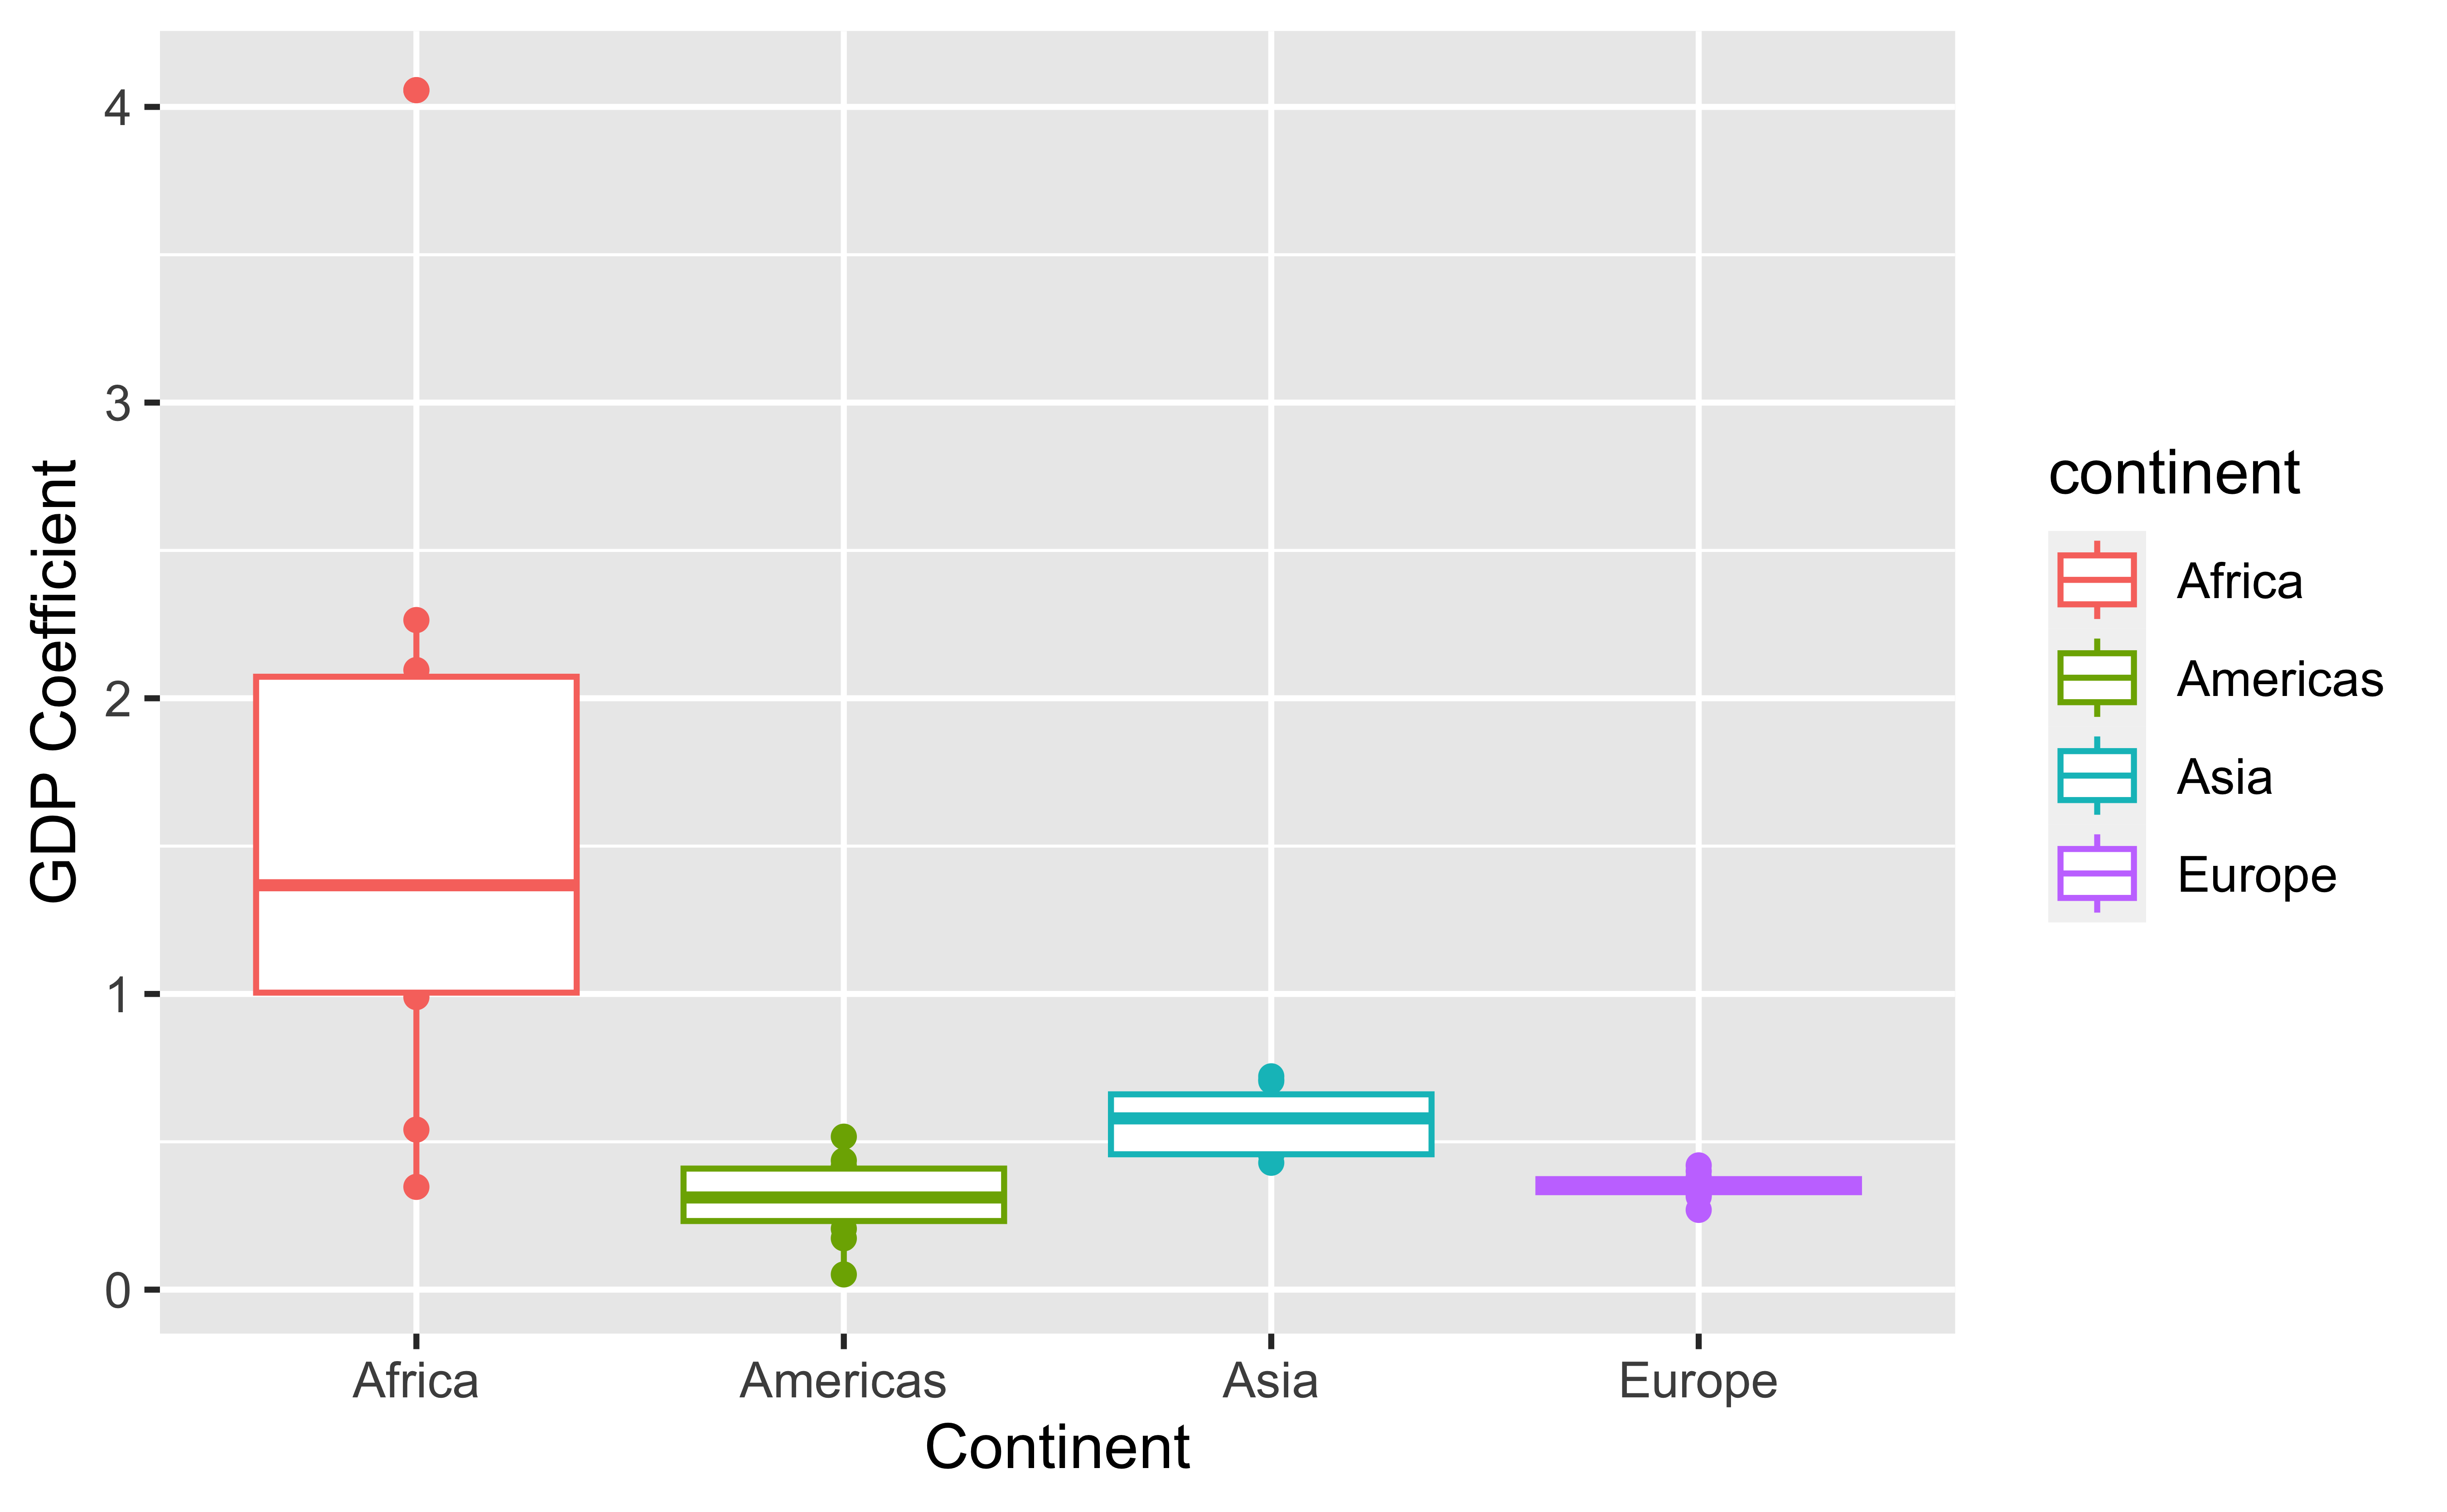 4
3
2
1
0
GDP Coefficient
Africa
Americas
Asia
Europe
Continent
continent
Africa
Americas
Asia
Europe